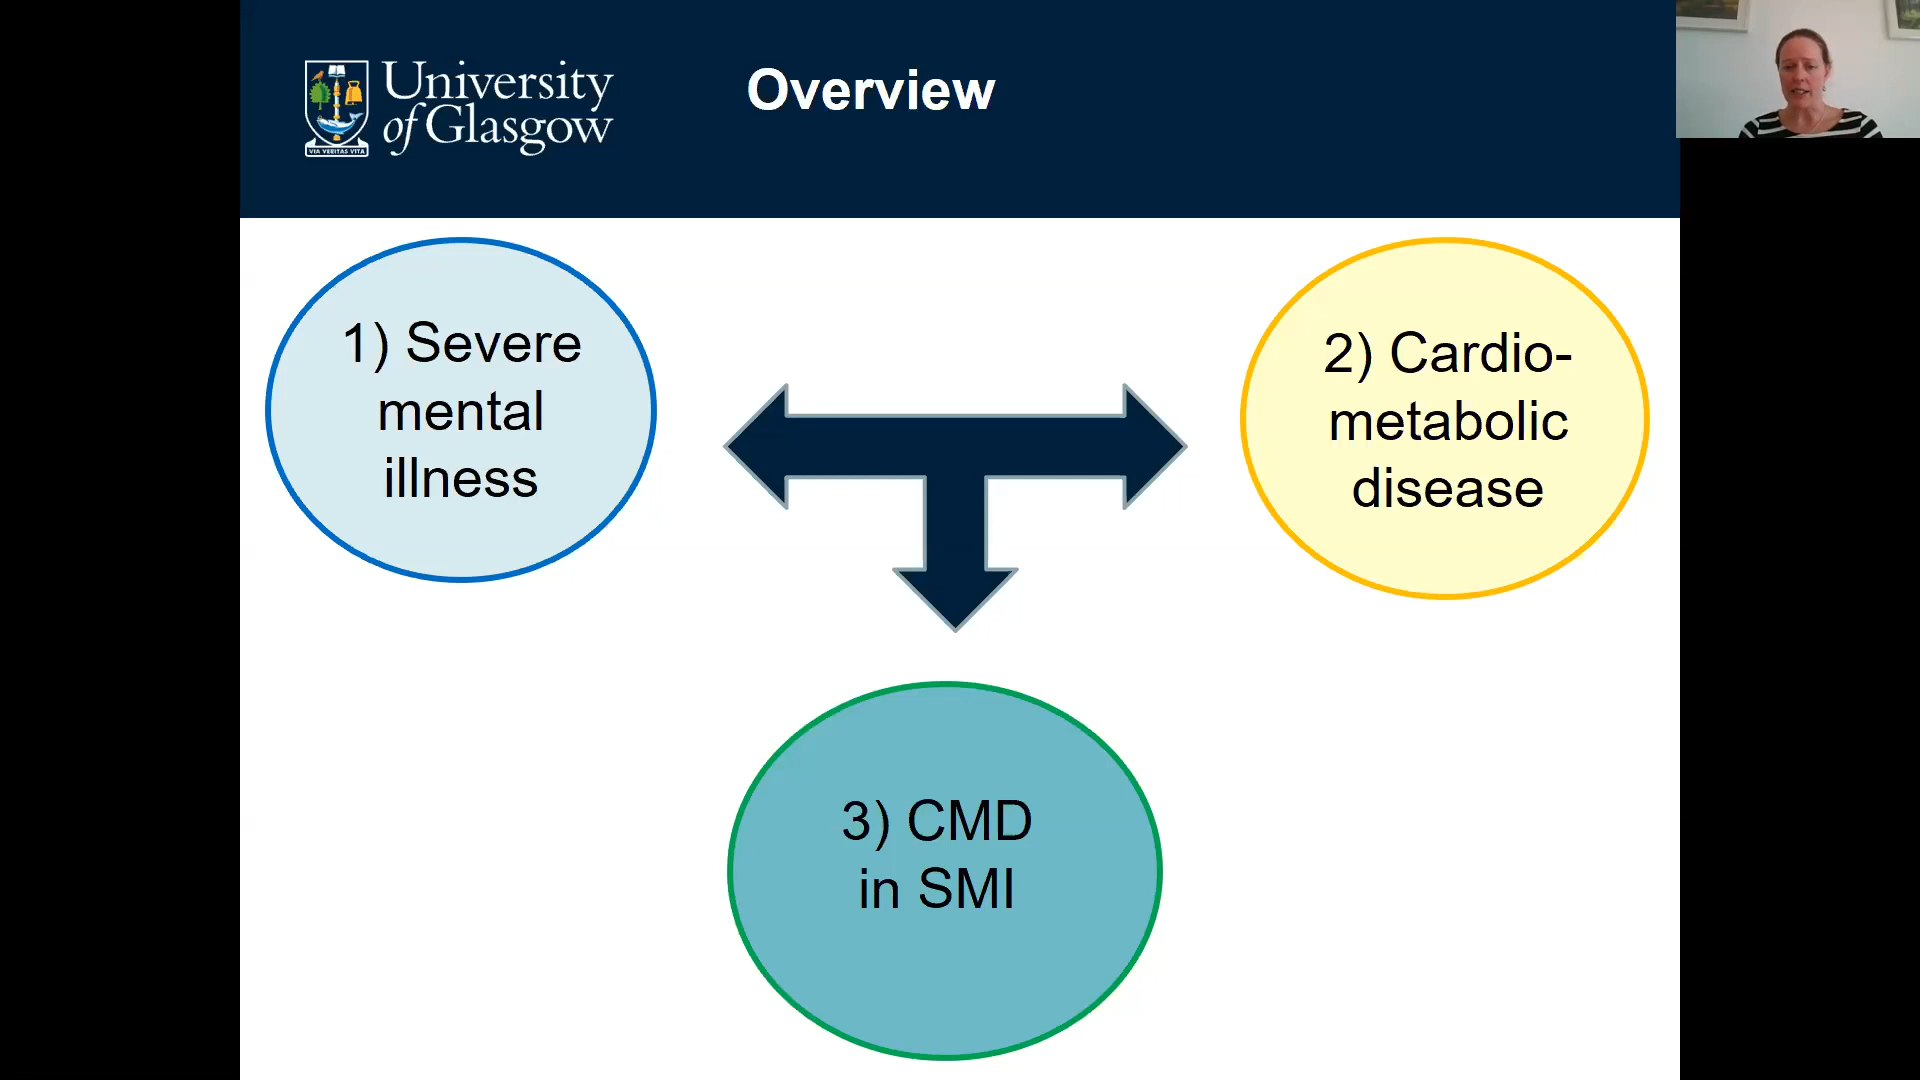 University
of Glasgow
VIA VERITAS VITA
Overview
1) Severe
mental
illness
2) Cardio-
metabolic
disease
3) CMD
in SMI